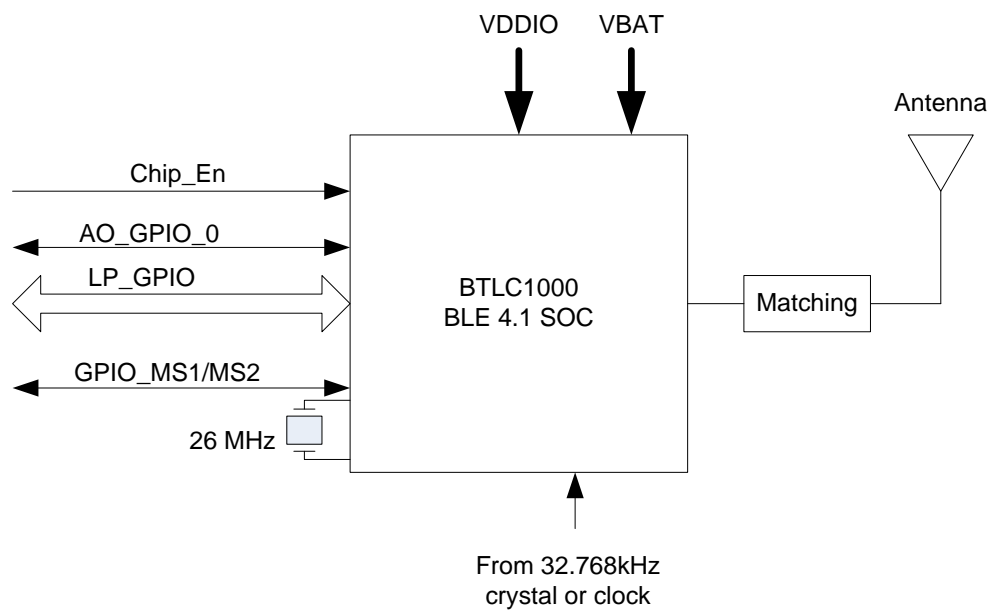 VDDIO
VBAT
Antenna
Chip_En
AO_GPIO_0
LP_GPIO
BTLC1000
BLE 4.1 SOC
Matching
GPIO_MS1/MS2
26 MHz
From 32.768kHz
crystal or clock